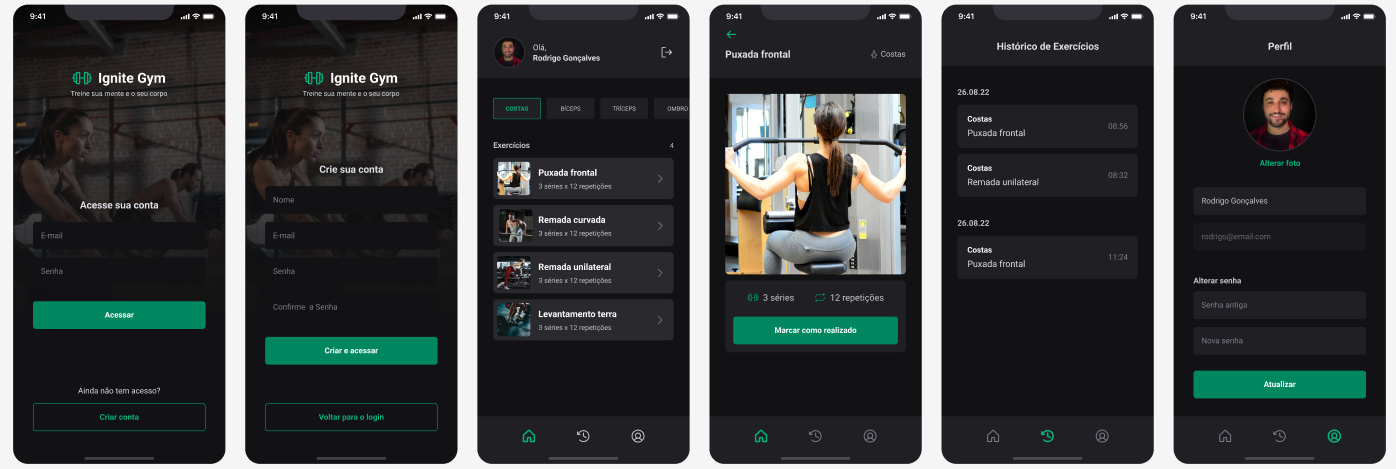 9:41
Ignite Gym
Treine sua mente e o seu corpo
Acesse sua conta
E-mail
Senha
Acessar
Ainda não tem acesso?
Criar conta
9:41
Ignite Gym
Treine sua mente e o seu corpo
Crie sua conta
Nome
E-mail
Senha
Confirme a Senha
Criar e acessar
Voltar para o login
9:41
Olá,
Rodrigo Gonçalves
COSTAS BÍCEPS TRÍCEPS OMBRO
Exercícios 4
Puxada frontal
3 séries x 12 repetições
Remada curvada
3 séries x 12 repetições
Remada unilateral
3 séries x 12 repetições
Levantamento terra
3 séries x 12 repetições
9:41
Puxada frontal Costas
3 séries 12 repetições
Marcar como realizado
9:41
Histórico de Exercícios
26.08.22
Costas
Puxada frontal 08:56
Costas
Remada unilateral 08:32
26.08.22
Costas
Puxada frontal 11:24
9:41
Perfil
Alterar foto
Rodrigo Gonçalves
rodrigo@email.com
Alterar senha
Senha antiga
Nova senha
Atualizar